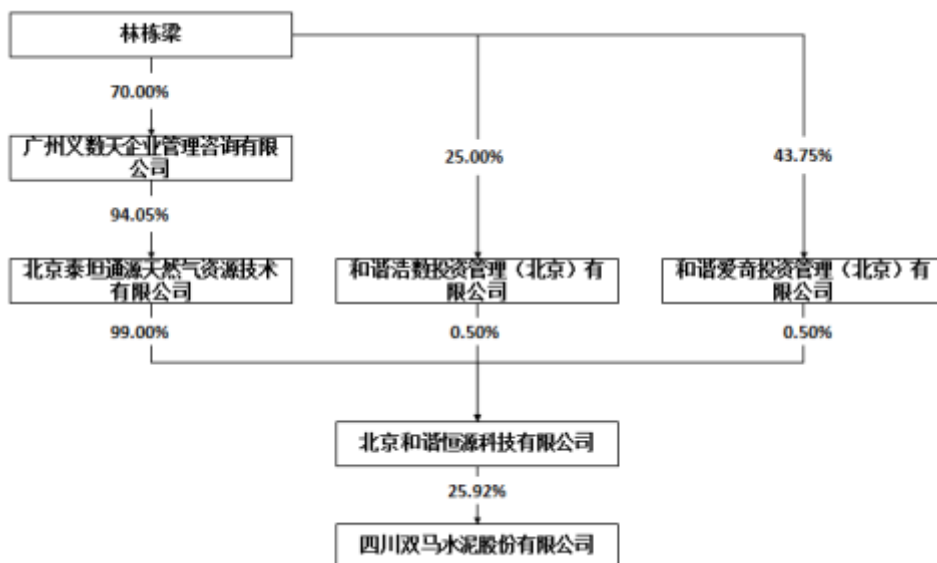 林栋梁
70.00%
广州义数天企业管理咨询有限
公司
25.00%
43.75%
94.05%
北京泰坦通源天然气资源技术
有限公司
和谐浩数投资管理（北京）有
限公司
和谐爱奇投资管理（北京）有
限公司
99.00%
0.50%
0.50%
北京和谐恒源科技有限公司
25.92%
四川双马水泥股份有限公司